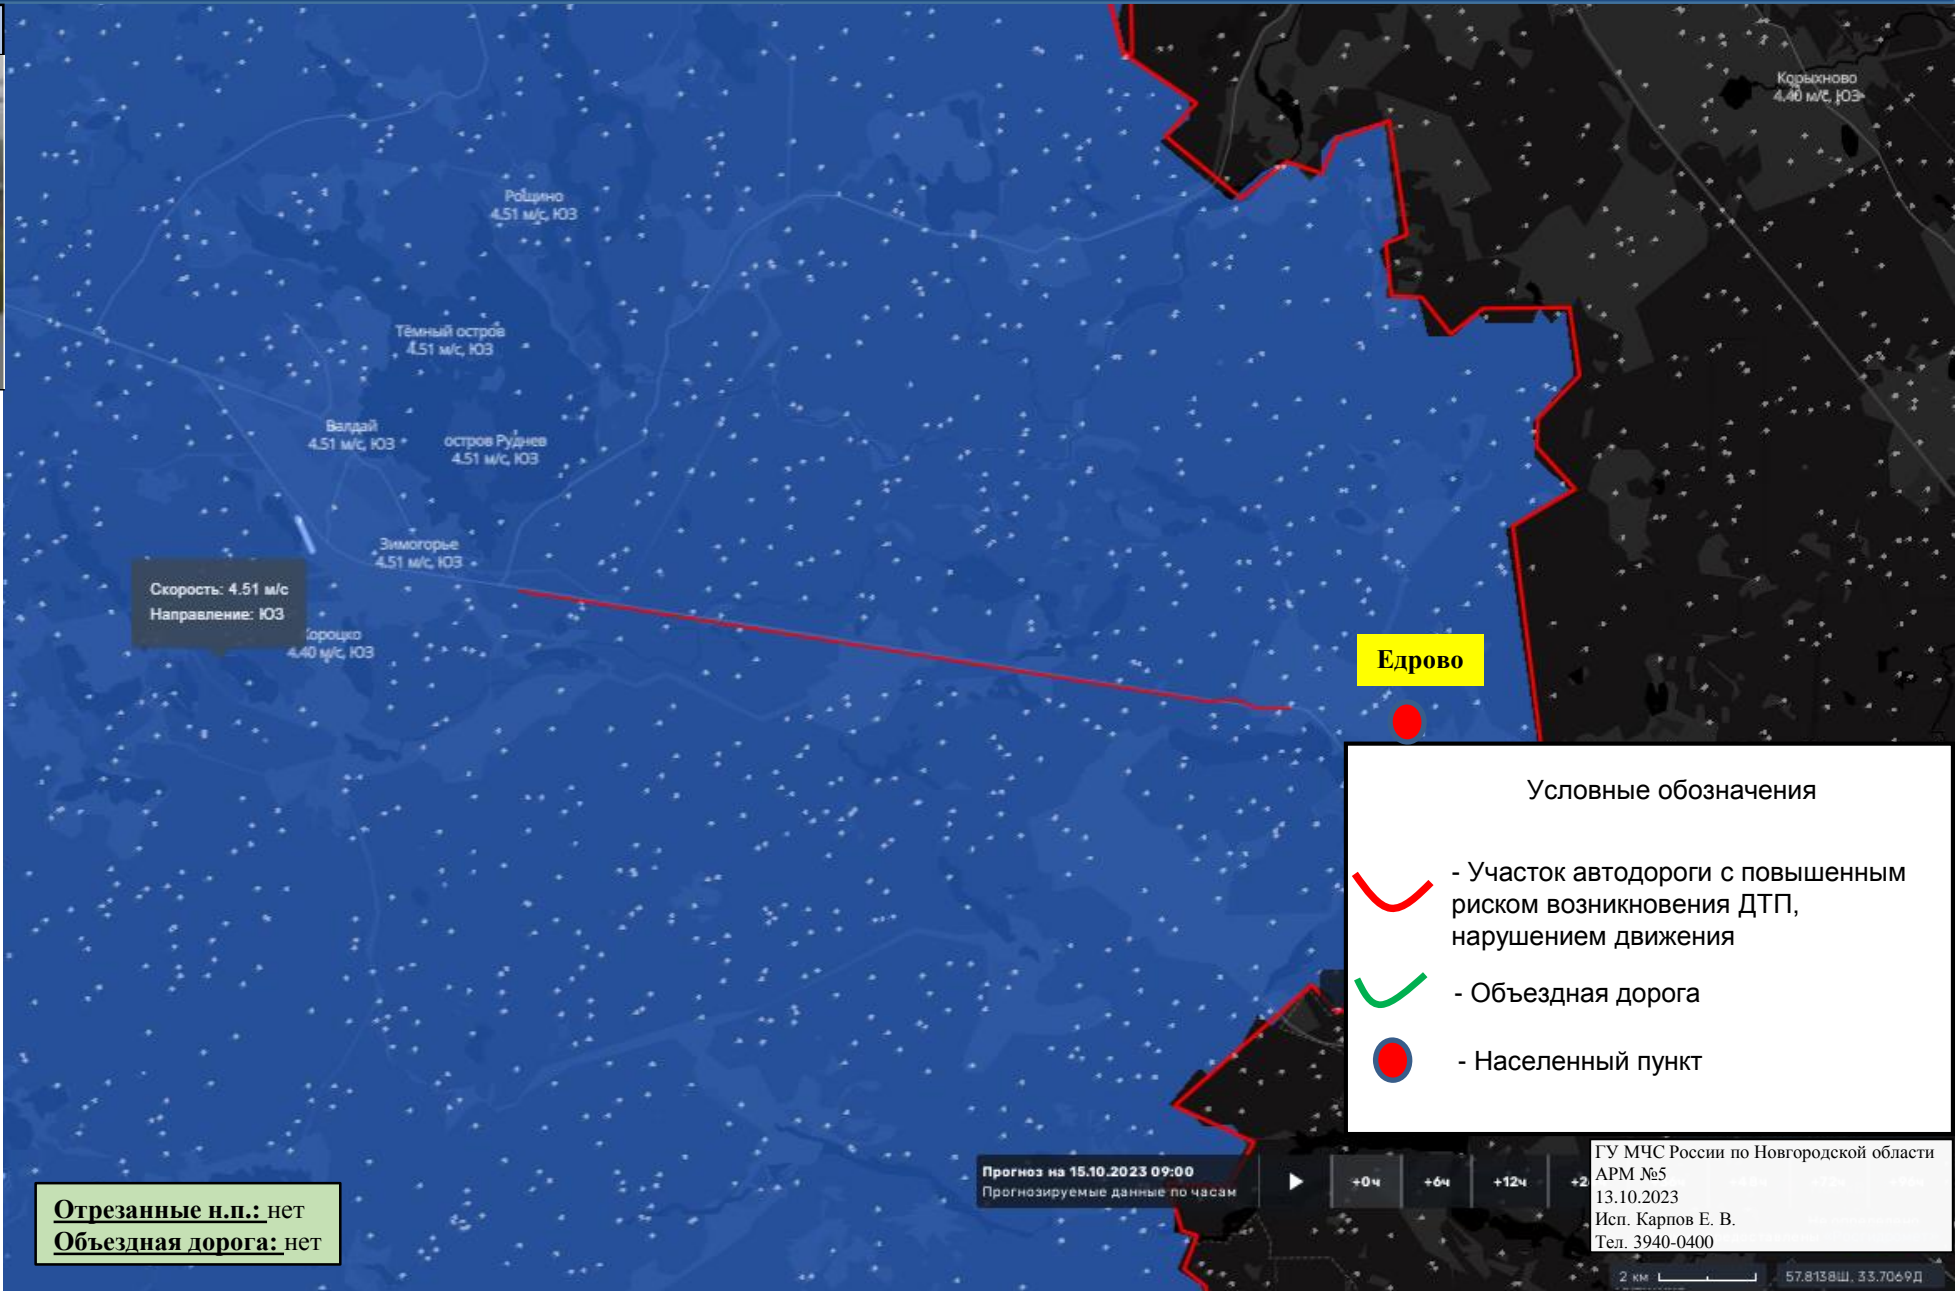 Корыхново
4.40 м/с, ЮЗ
Рощино
4.51 м/с, ЮЗ
Тёмный остров
4.51 м/с, ЮЗ
Валдай
4.51 м/с, ЮЗ
остров Руднев
4.51 м/с, ЮЗ
Зимогорье
4.51 м/с, ЮЗ
Скорость: 4.51 м/с
Направление: ЮЗ
Короцко
4.40 м/с, ЮЗ
Едрово
Условные обозначения
- Участок автодороги с повышенным
риском возникновения ДТП,
нарушением движения
- Объездная дорога
- Населенный пункт
Прогноз на 15.10.2023 09:00
Прогнозируемые данные по часам
+0ч +6ч +12ч +2
ГУ МЧС России по Новгородской области
АРМ №5
13.10.2023
Исп. Карпов Е. В.
Тел. 3940-0400
Отрезанные н.п.: нет
Объездная дорога: нет
2 км
57.8138Ш, 33.7069Д